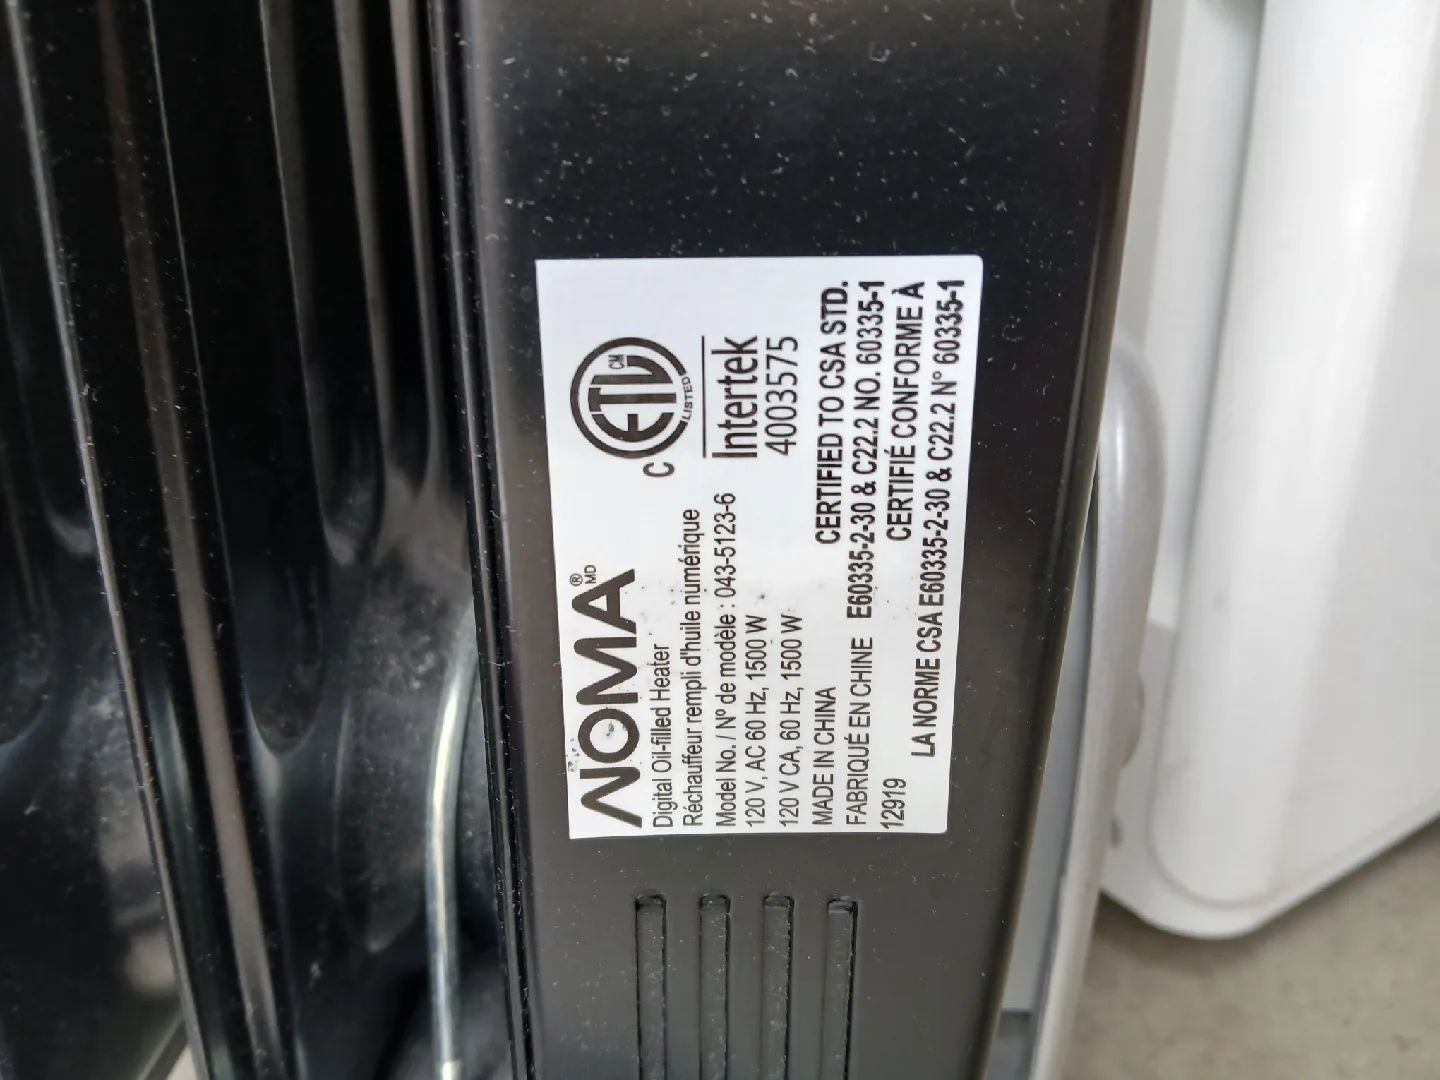 NOMA®
MD
Digital Oil-filled Heater
Réchauffeur rempli d'huile numérique
Model No. / Nº de modèle : 043-5123-6
120 V, AC 60 Hz, 1500 W
120 V CA, 60 Hz, 1500 W
MADE IN CHINA
FABRIQUÉ EN CHINE
12919
C ETL CM
LISTED
Intertek
4003575
CERTIFIED TO CSA STD.
E60335-2-30 & C22.2 NO. 60335-1
CERTIFIÉ CONFORME À
LA NORME CSA E60335-2-30 & C22.2 N° 60335-1